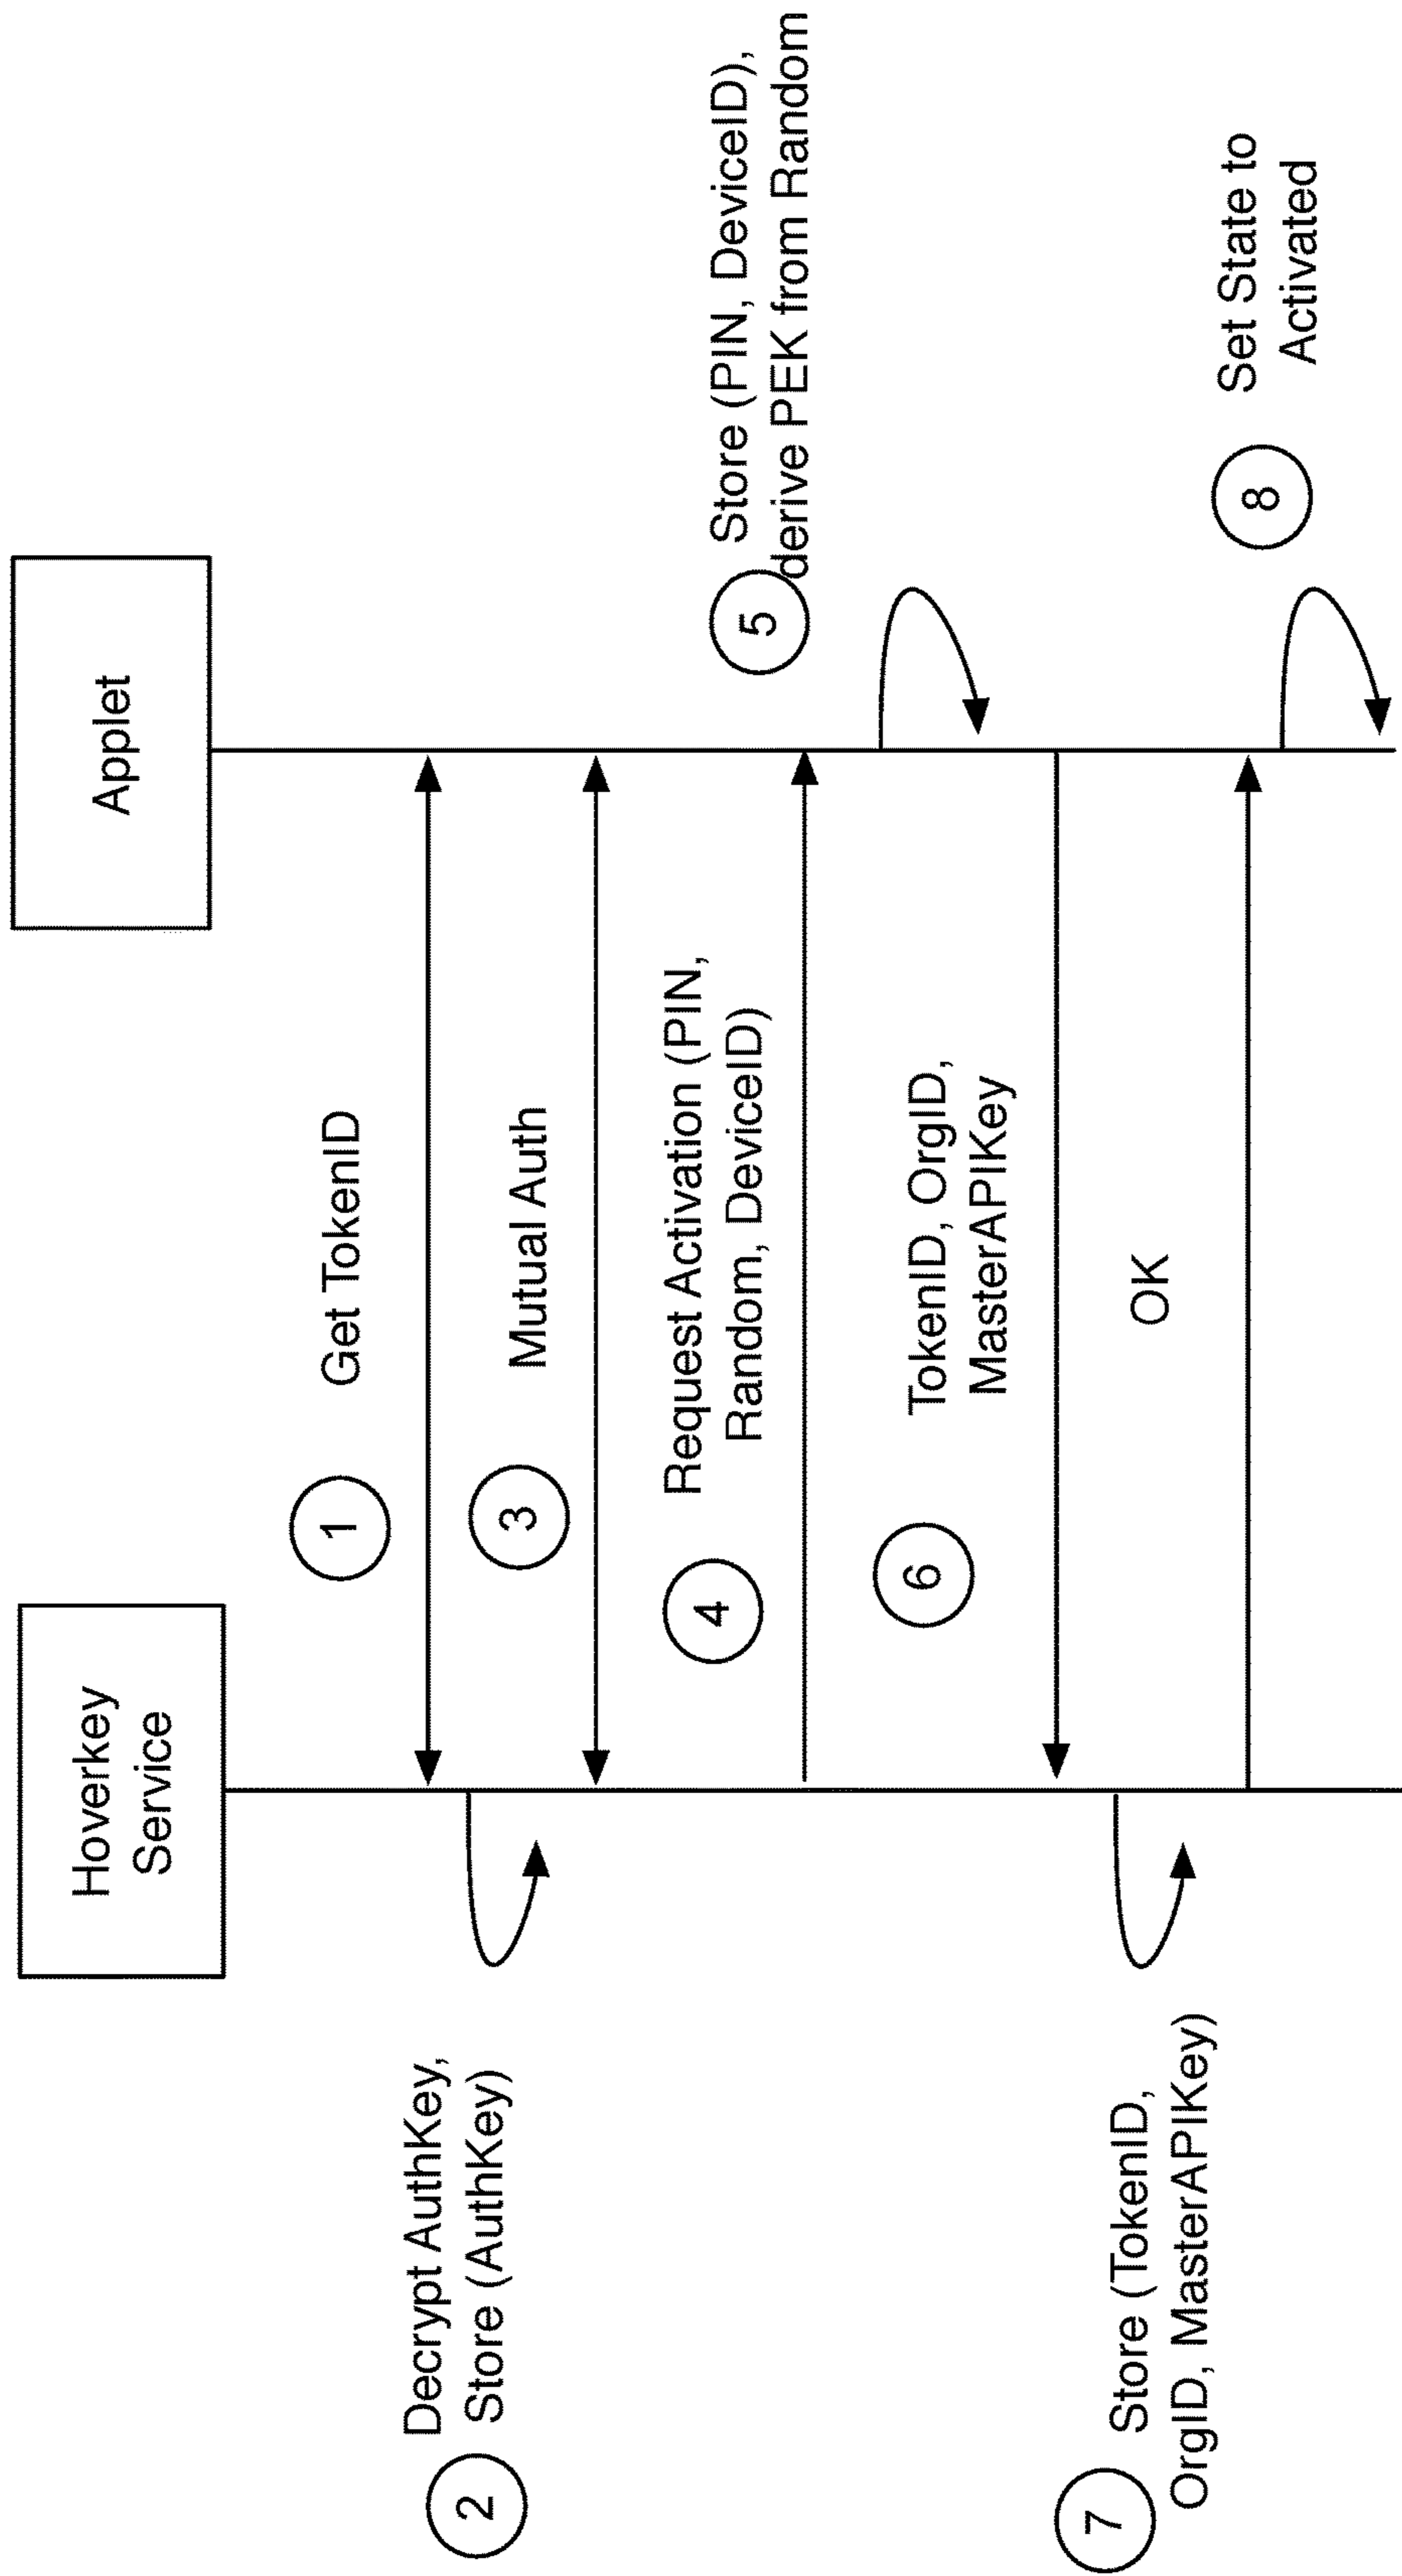 Hoverkey
Service
Applet
1
Get TokenID
2
Decrypt AuthKey,
Store (AuthKey)
3
Mutual Auth
4
Request Activation (PIN,
Random, DeviceID)
5
Store (PIN, DeviceID),
derive PEK from Random
6
TokenID, OrgID,
MasterAPIKey
7
Store (TokenID,
OrgID, MasterAPIKey)
OK
8
Set State to
Activated